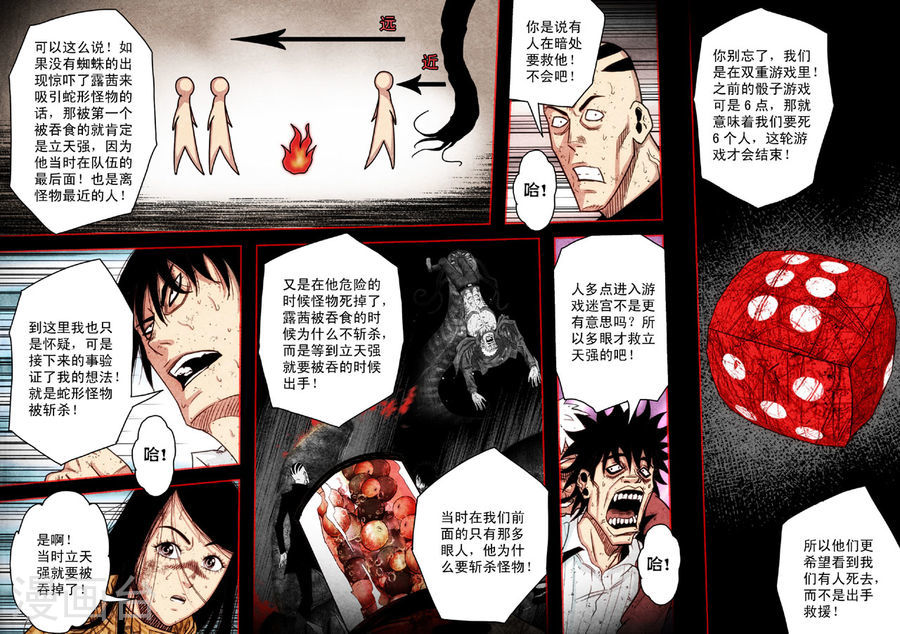 可以这么说！如
果没有蜘蛛的出
现惊吓了露茜来
吸引蛇形怪物的
话，那被第一个
被吞食的就肯定
是立天强，因为
他当时在队伍的
最后面！也是离
怪物最近的人！
远
近
你是说有
人在暗处
要救他！
不会吧！
哈！
你别忘了，我们
是在双重游戏里！
之前的骰子游戏
可是6点，那就
意味着我们要死
6个人，这轮游
戏才会结束！
到这里我也只
是怀疑，可是
接下来的事验
证了我的想法！
就是蛇形怪物
被斩杀！
哈！
又是在他危险的
时候怪物死掉了，
露茜被吞食的时
候为什么不斩杀，
而是等到立天强
就要被吞的时候
出手！
人多点进入游
戏迷宫不是更
有意思吗？所以
多眼才救立
天强的吧！
哈！
是啊！
当时立天
强就要被
吞掉了！
当时在我们前
面的只有那多
眼人，他为什
么要斩杀怪物！
所以他们更
希望看到我
们有人死去，
而不是出手
救援！
漫画台